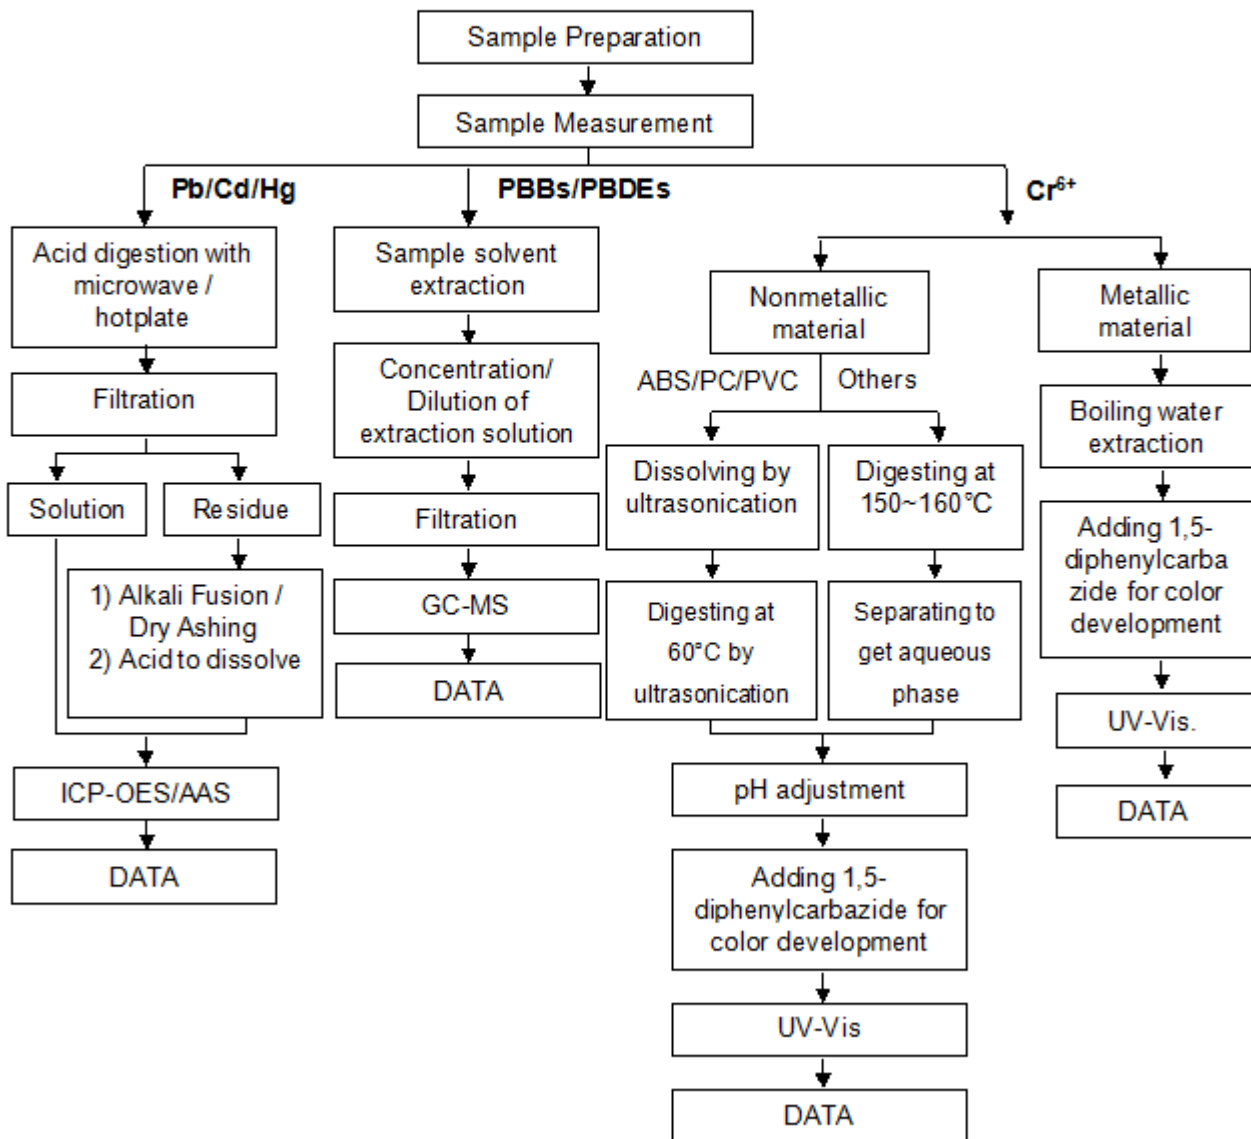 Sample Preparation
Sample Measurement
Pb/Cd/Hg
PBBs/PBDEs
Cr⁶⁺
Acid digestion with
microwave /
hotplate
Filtration
Solution
Residue
1) Alkali Fusion /
Dry Ashing
2) Acid to dissolve
ICP-OES/AAS
DATA
Sample solvent
extraction
Concentration/
Dilution of
extraction solution
Filtration
GC-MS
DATA
Nonmetallic
material
ABS/PC/PVC
Others
Dissolving by
ultrasonication
Digesting at
60°C by
ultrasonication
Digesting at
150~160°C
Separating to
get aqueous
phase
pH adjustment
Adding 1,5-
diphenylcarbazide for
color development
UV-Vis
DATA
Metallic
material
Boiling water
extraction
Adding 1,5-
diphenylcarba
zide for color
development
UV-Vis.
DATA